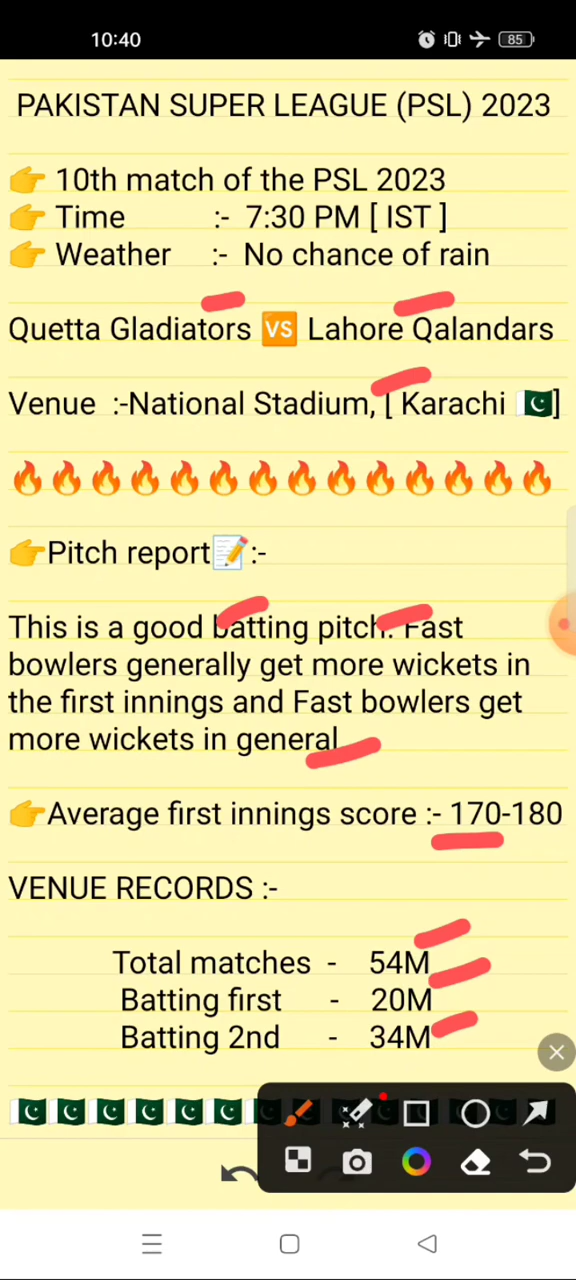 10:40
85
PAKISTAN SUPER LEAGUE (PSL) 2023
👉 10th match of the PSL 2023
👉 Time :- 7:30 PM [ IST ]
👉 Weather :- No chance of rain
Quetta Gladiators 🆚 Lahore Qalandars
Venue :-National Stadium, [ Karachi 🇵🇰]
🔥🔥🔥🔥🔥🔥🔥🔥🔥🔥🔥🔥🔥🔥
👉Pitch report📝:-
This is a good batting pitch. Fast
bowlers generally get more wickets in
the first innings and Fast bowlers get
more wickets in general
👉Average first innings score :- 170-180
VENUE RECORDS :-
Total matches - 54M
Batting first - 20M
Batting 2nd - 34M